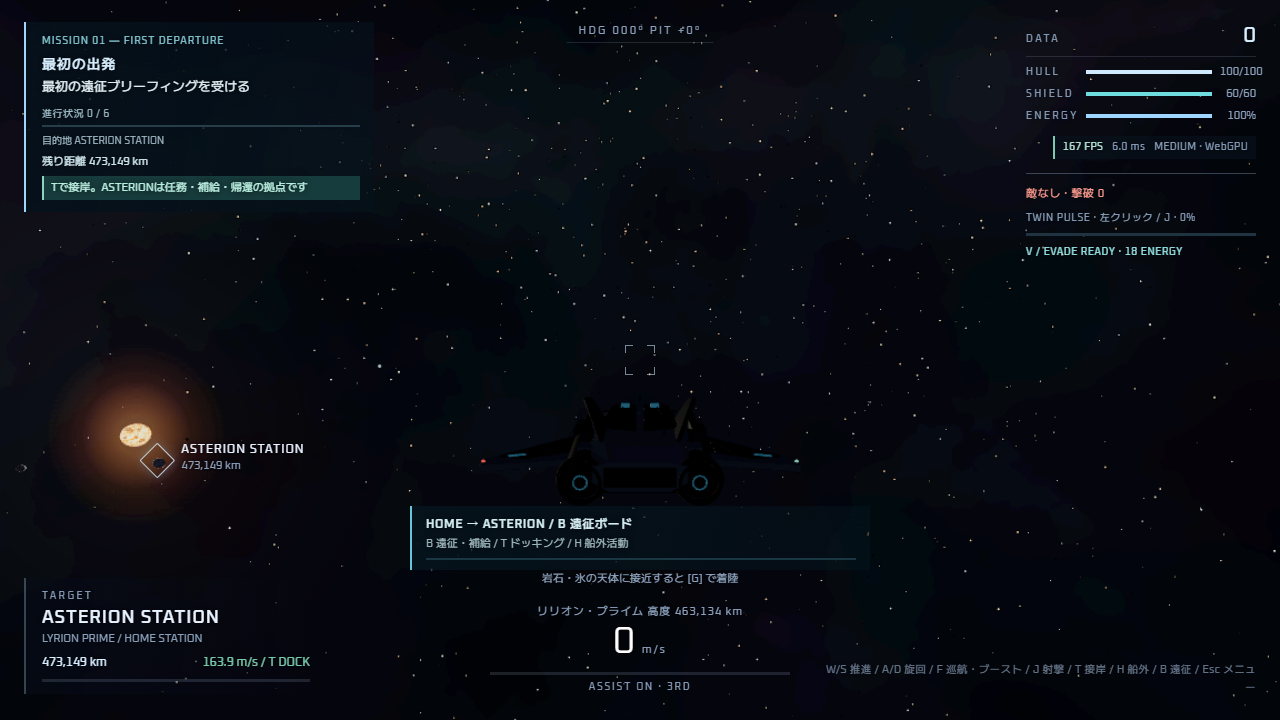 MISSION 01 — FIRST DEPARTURE
最初の出発
最初の遠征ブリーフィングを受ける
進行状況 0 / 6
目的地 ASTERION STATION
残り距離 473,149 km
Tで接岸。ASTERIONは任務・補給・帰還の拠点です
HDG 000° PIT +0°
DATA 0
HULL 100/100
SHIELD 60/60
ENERGY 100%
167 FPS 6.0 ms MEDIUM · WebGPU
敵なし · 撃破 0
TWIN PULSE · 左クリック / J · 0%
V / EVADE READY · 18 ENERGY
ASTERION STATION
473,149 km
HOME → ASTERION / B 遠征ボード
B 遠征・補給 / T ドッキング / H 船外活動
岩石・氷の天体に接近すると [G] で着陸
リリオン・プライム 高度 463,134 km
0 m/s
ASSIST ON · 3RD
TARGET
ASTERION STATION
LYRION PRIME / HOME STATION
473,149 km · 163.9 m/s / T DOCK
W/S 推進 / A/D 旋回 / F 巡航・ブースト / J 射撃 / T 接岸 / H 船外 / B 遠征 / Esc メニュ
ー